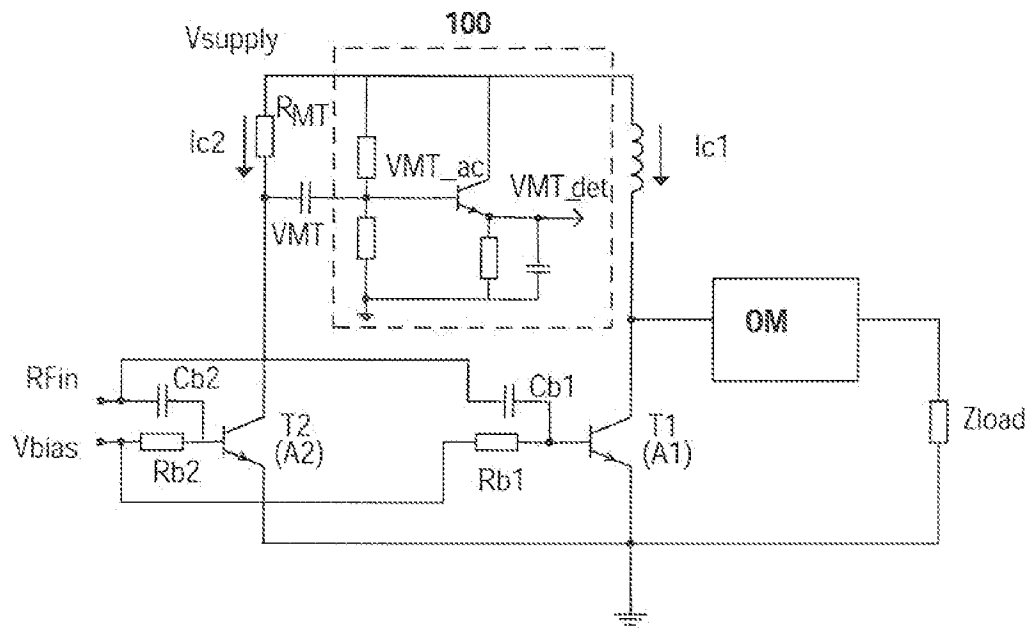 100
Vsupply
RMT
Ic2
Ic1
VMT_ac
VMT_det
VMT
OM
RFin
Cb2
Cb1
Vbias
T2
(A2)
T1
(A1)
Zload
Rb2
Rb1